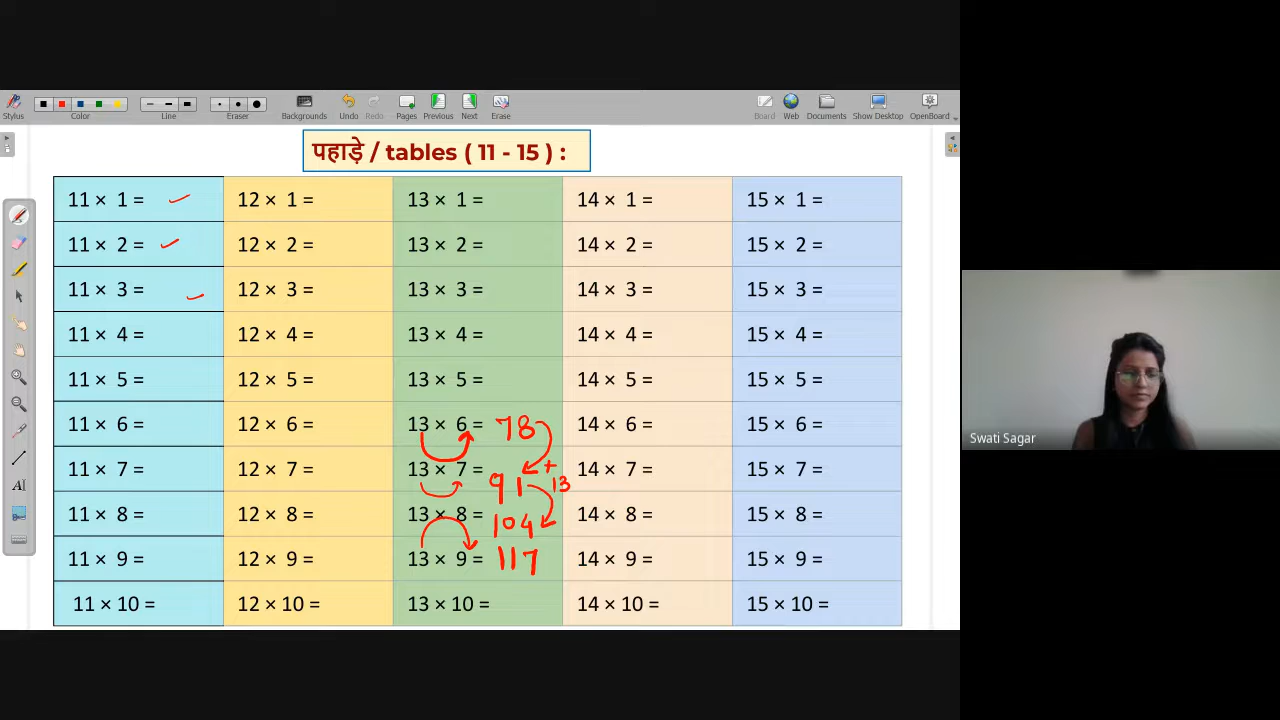 Stylus
Color
Line
Eraser
Backgrounds
Undo
Redo
Pages
Previous
Next
Erase
Board
Web
Documents
Show Desktop
OpenBoard
पहाड़े / tables ( 11 - 15 ) :
11 × 1 = 12 × 1 = 13 × 1 = 14 × 1 = 15 × 1 =
11 × 2 = 12 × 2 = 13 × 2 = 14 × 2 = 15 × 2 =
11 × 3 = 12 × 3 = 13 × 3 = 14 × 3 = 15 × 3 =
11 × 4 = 12 × 4 = 13 × 4 = 14 × 4 = 15 × 4 =
11 × 5 = 12 × 5 = 13 × 5 = 14 × 5 = 15 × 5 =
11 × 6 = 12 × 6 = 13 × 6 = 78 14 × 6 = 15 × 6 =
11 × 7 = 12 × 7 = 13 × 7 = 91 + 13 14 × 7 = 15 × 7 =
11 × 8 = 12 × 8 = 13 × 8 = 104 14 × 8 = 15 × 8 =
11 × 9 = 12 × 9 = 13 × 9 = 117 14 × 9 = 15 × 9 =
11 × 10 = 12 × 10 = 13 × 10 = 14 × 10 = 15 × 10 =
Swati Sagar